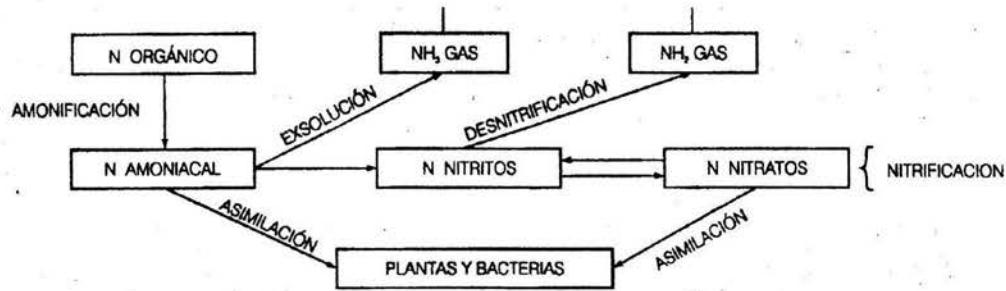 N ORGÁNICO
NH₃ GAS
NH₃ GAS
AMONIFICACIÓN
EXSOLUCIÓN
DESNITRIFICACIÓN
N AMONIACAL
N NITRITOS
N NITRATOS
{ NITRIFICACION
ASIMILACIÓN
ASIMILACIÓN
PLANTAS Y BACTERIAS